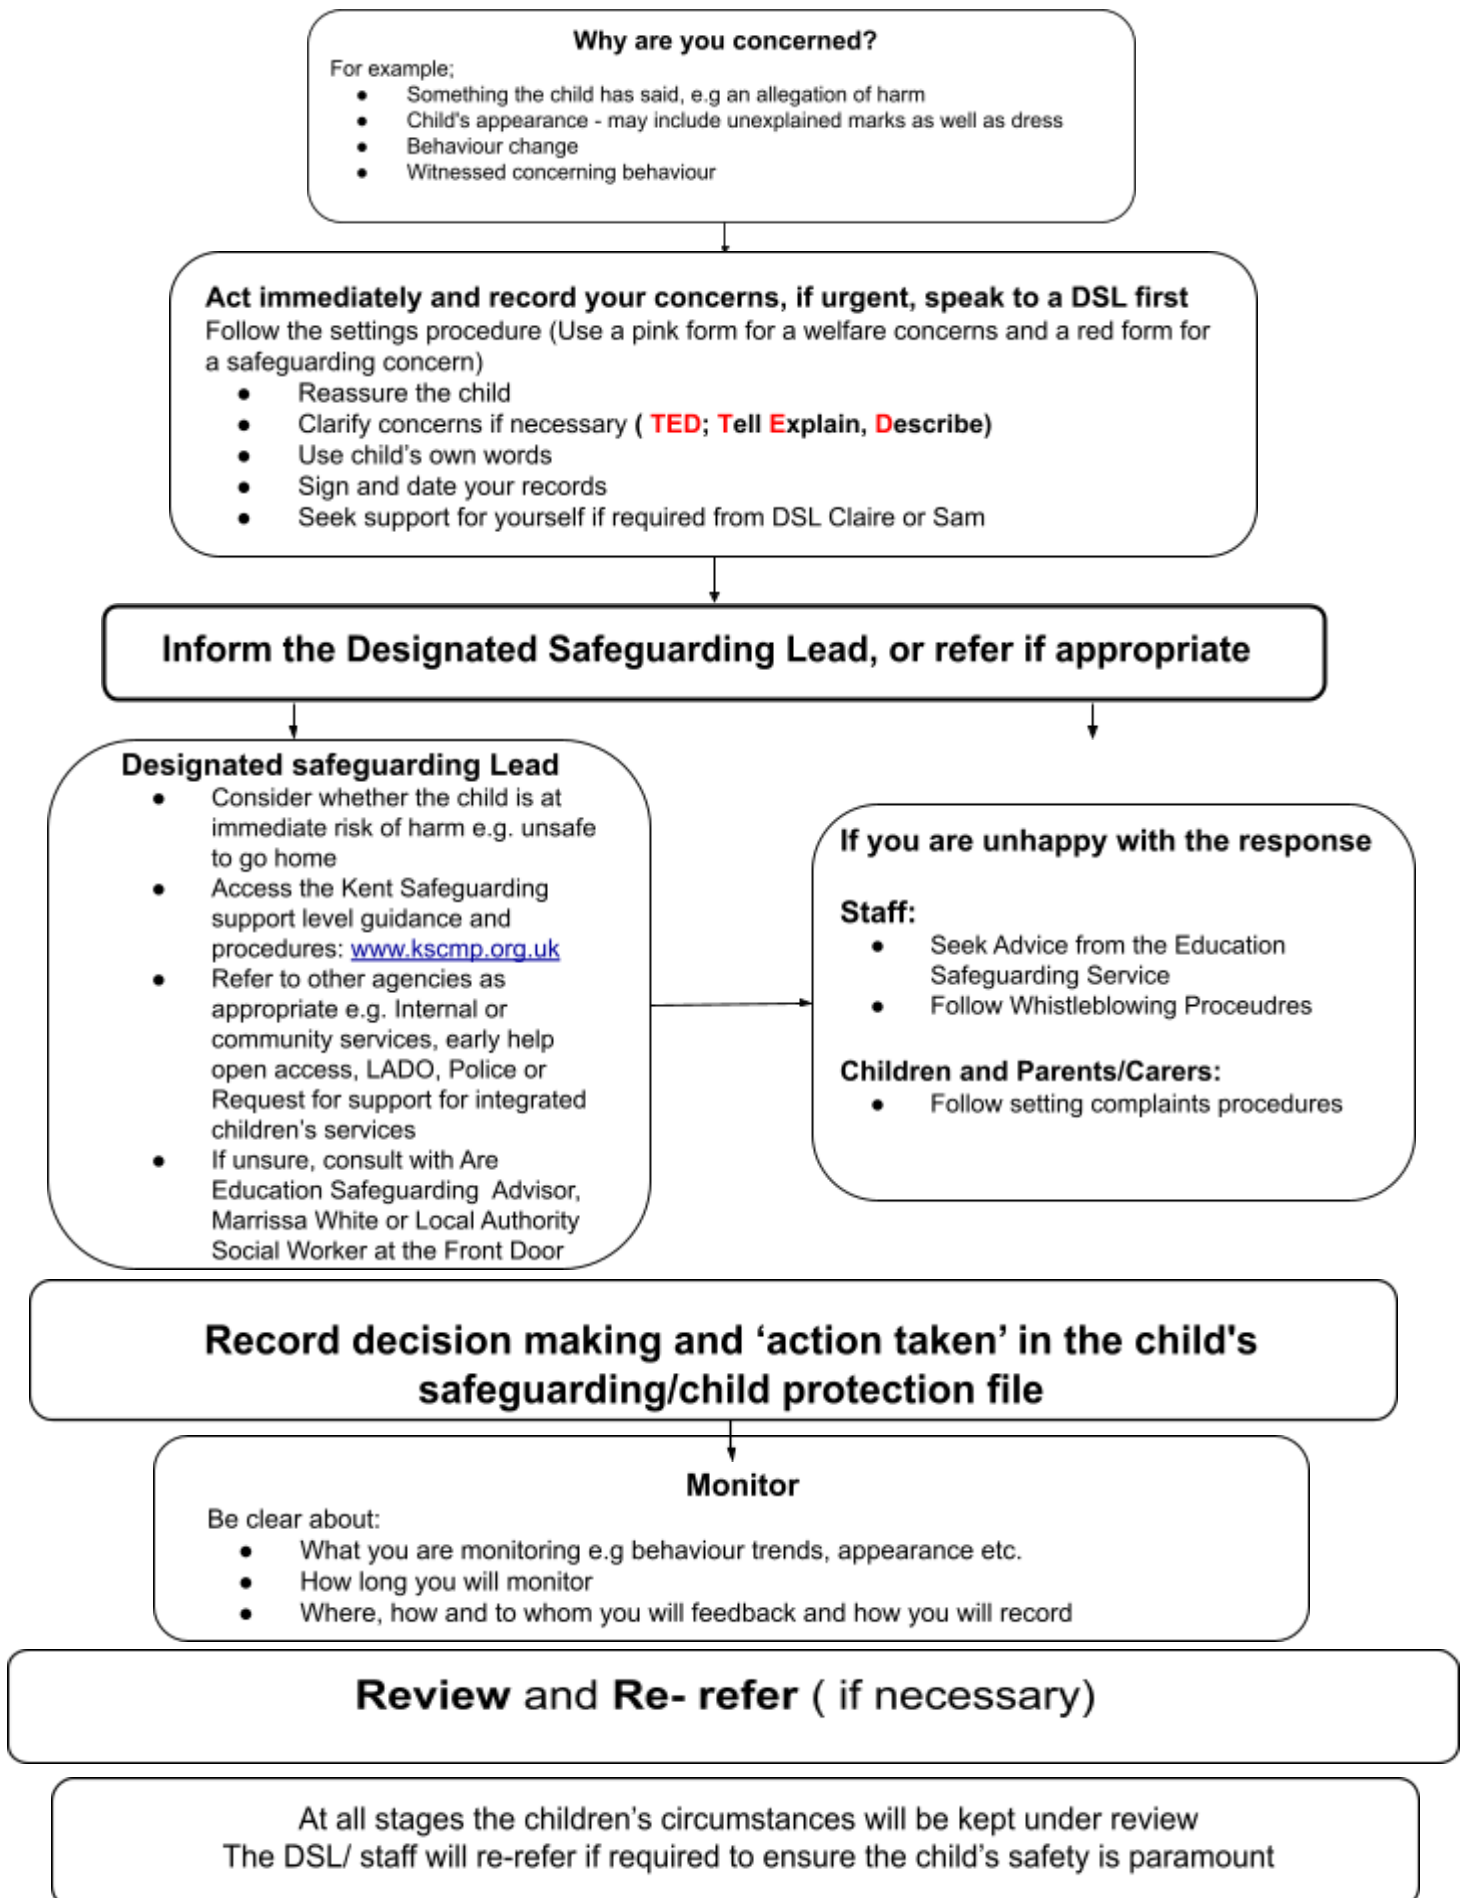 Why are you concerned?
For example;
● Something the child has said, e.g an allegation of harm
● Child's appearance - may include unexplained marks as well as dress
● Behaviour change
● Witnessed concerning behaviour
Act immediately and record your concerns, if urgent, speak to a DSL first
Follow the settings procedure (Use a pink form for a welfare concerns and a red form for
a safeguarding concern)
● Reassure the child
● Clarify concerns if necessary ( TED; Tell Explain, Describe)
● Use child's own words
● Sign and date your records
● Seek support for yourself if required from DSL Claire or Sam
Inform the Designated Safeguarding Lead, or refer if appropriate
Designated safeguarding Lead
● Consider whether the child is at
immediate risk of harm e.g. unsafe
to go home
● Access the Kent Safeguarding
support level guidance and
procedures: www.kscmp.org.uk
● Refer to other agencies as
appropriate e.g. Internal or
community services, early help
open access, LADO, Police or
Request for support for integrated
children's services
● If unsure, consult with Are
Education Safeguarding Advisor,
Marrissa White or Local Authority
Social Worker at the Front Door
If you are unhappy with the response
Staff:
● Seek Advice from the Education
Safeguarding Service
● Follow Whistleblowing Proceudres
Children and Parents/Carers:
● Follow setting complaints procedures
Record decision making and ‘action taken’ in the child's
safeguarding/child protection file
Monitor
Be clear about:
● What you are monitoring e.g behaviour trends, appearance etc.
● How long you will monitor
● Where, how and to whom you will feedback and how you will record
Review and Re- refer ( if necessary)
At all stages the children's circumstances will be kept under review
The DSL/ staff will re-refer if required to ensure the child's safety is paramount